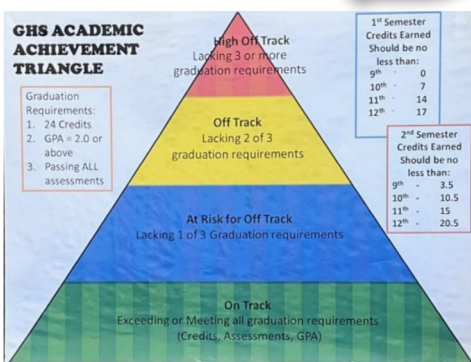 GHS ACADEMIC
ACHIEVEMENT
TRIANGLE
Graduation
Requirements:
1. 24 Credits
2. GPA = 2.0 or
above
3. Passing ALL
assessments
High Off Track
Lacking 3 or more
graduation requirements
Off Track
Lacking 2 of 3
graduation requirements
At Risk for Off Track
Lacking 1 of 3 Graduation requirements
On Track
Exceeding or Meeting all graduation requirements
(Credits, Assessments, GPA)
1st Semester
Credits Earned
Should be no
less than:
9th - 0
10th - 7
11th - 14
12th - 17
2nd Semester
Credits Earned
Should be no
less than:
9th - 3.5
10th - 10.5
11th - 15
12th - 20.5